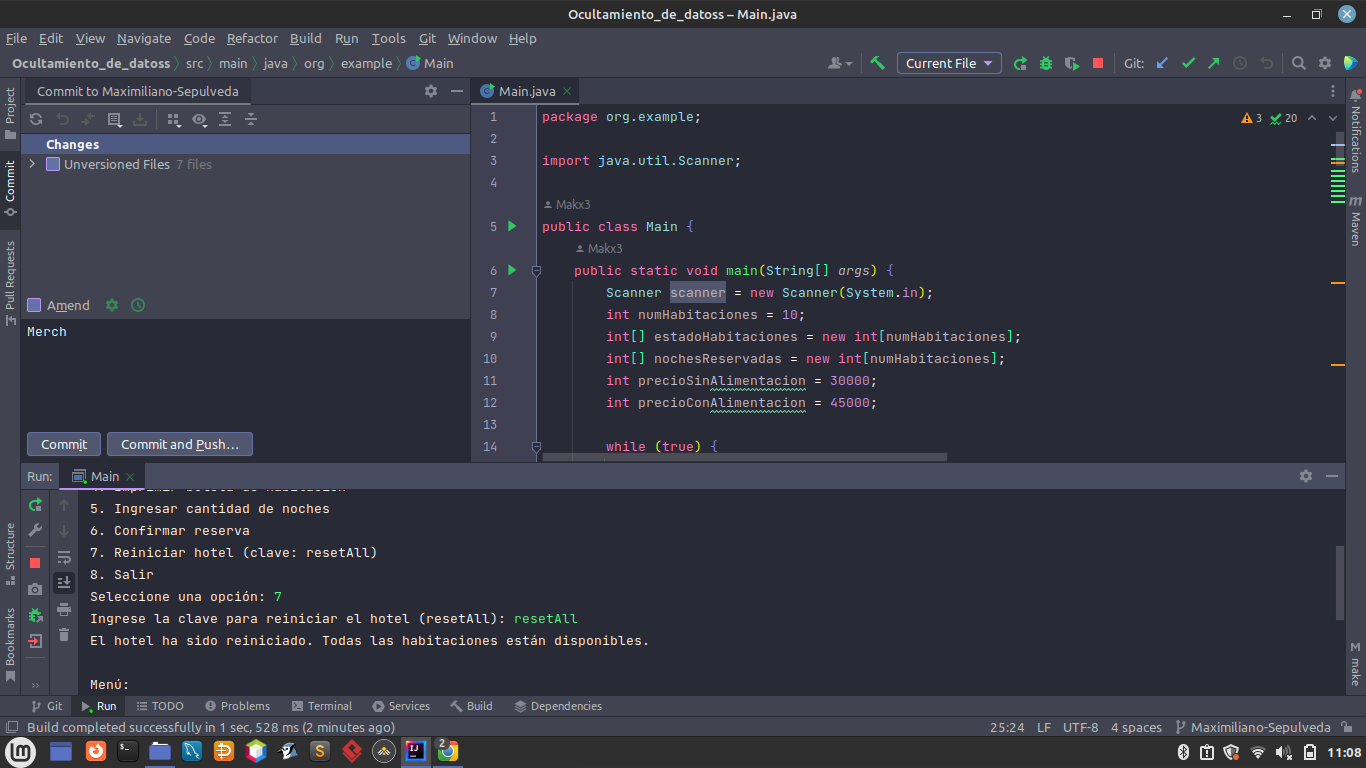 Ocultamiento_de_datoss – Main.java
File Edit View Navigate Code Refactor Build Run Tools Git Window Help
Ocultamiento_de_datoss src main java org example Main
Current File
Git:
Project
Commit
Pull Requests
Structure
Bookmarks
Commit to Maximiliano-Sepulveda
Changes
Unversioned Files 7 files
Amend
Merch
Commit
Commit and Push...
Main.java
3 20
1 package org.example;
2
3 import java.util.Scanner;
4
Makx3
5 public class Main {
Makx3
6 public static void main(String[] args) {
7 Scanner scanner = new Scanner(System.in);
8 int numHabitaciones = 10;
9 int[] estadoHabitaciones = new int[numHabitaciones];
10 int[] nochesReservadas = new int[numHabitaciones];
11 int precioSinAlimentacion = 30000;
12 int precioConAlimentacion = 45000;
13
14 while (true) {
Notifications
m Maven
M make
Run: Main
5. Ingresar cantidad de noches
6. Confirmar reserva
7. Reiniciar hotel (clave: resetAll)
8. Salir
Seleccione una opción: 7
Ingrese la clave para reiniciar el hotel (resetAll): resetAll
El hotel ha sido reiniciado. Todas las habitaciones están disponibles.
Menú:
Git Run TODO Problems Terminal Services Build Dependencies
Build completed successfully in 1 sec, 528 ms (2 minutes ago)
25:24 LF UTF-8 4 spaces Maximiliano-Sepulveda
2
11:08